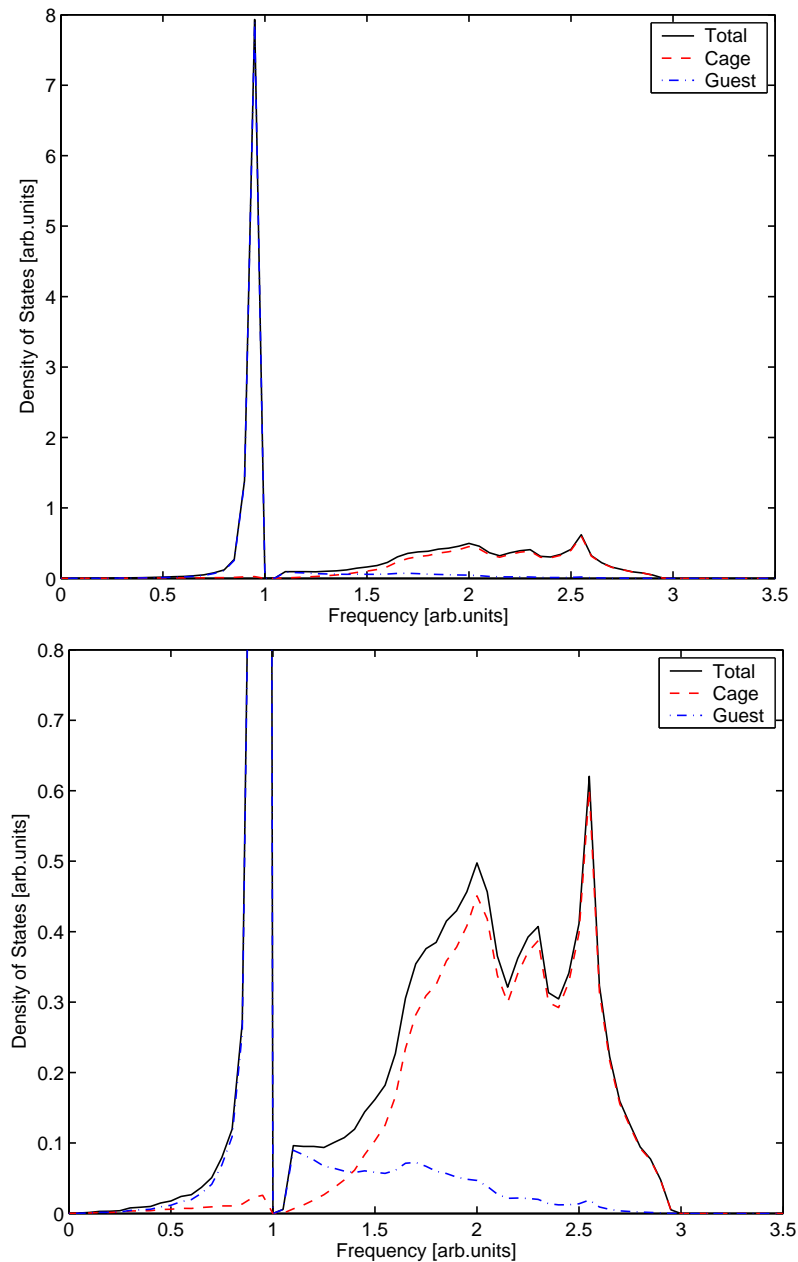 8
7
6
5
4
3
2
1
0
Density of States [arb.units]
Total
Cage
Guest
0 0.5 1 1.5 2 2.5 3 3.5
Frequency [arb.units]
0.8
0.7
0.6
0.5
0.4
0.3
0.2
0.1
0
Density of States [arb.units]
Total
Cage
Guest
0 0.5 1 1.5 2 2.5 3 3.5
Frequency [arb.units]